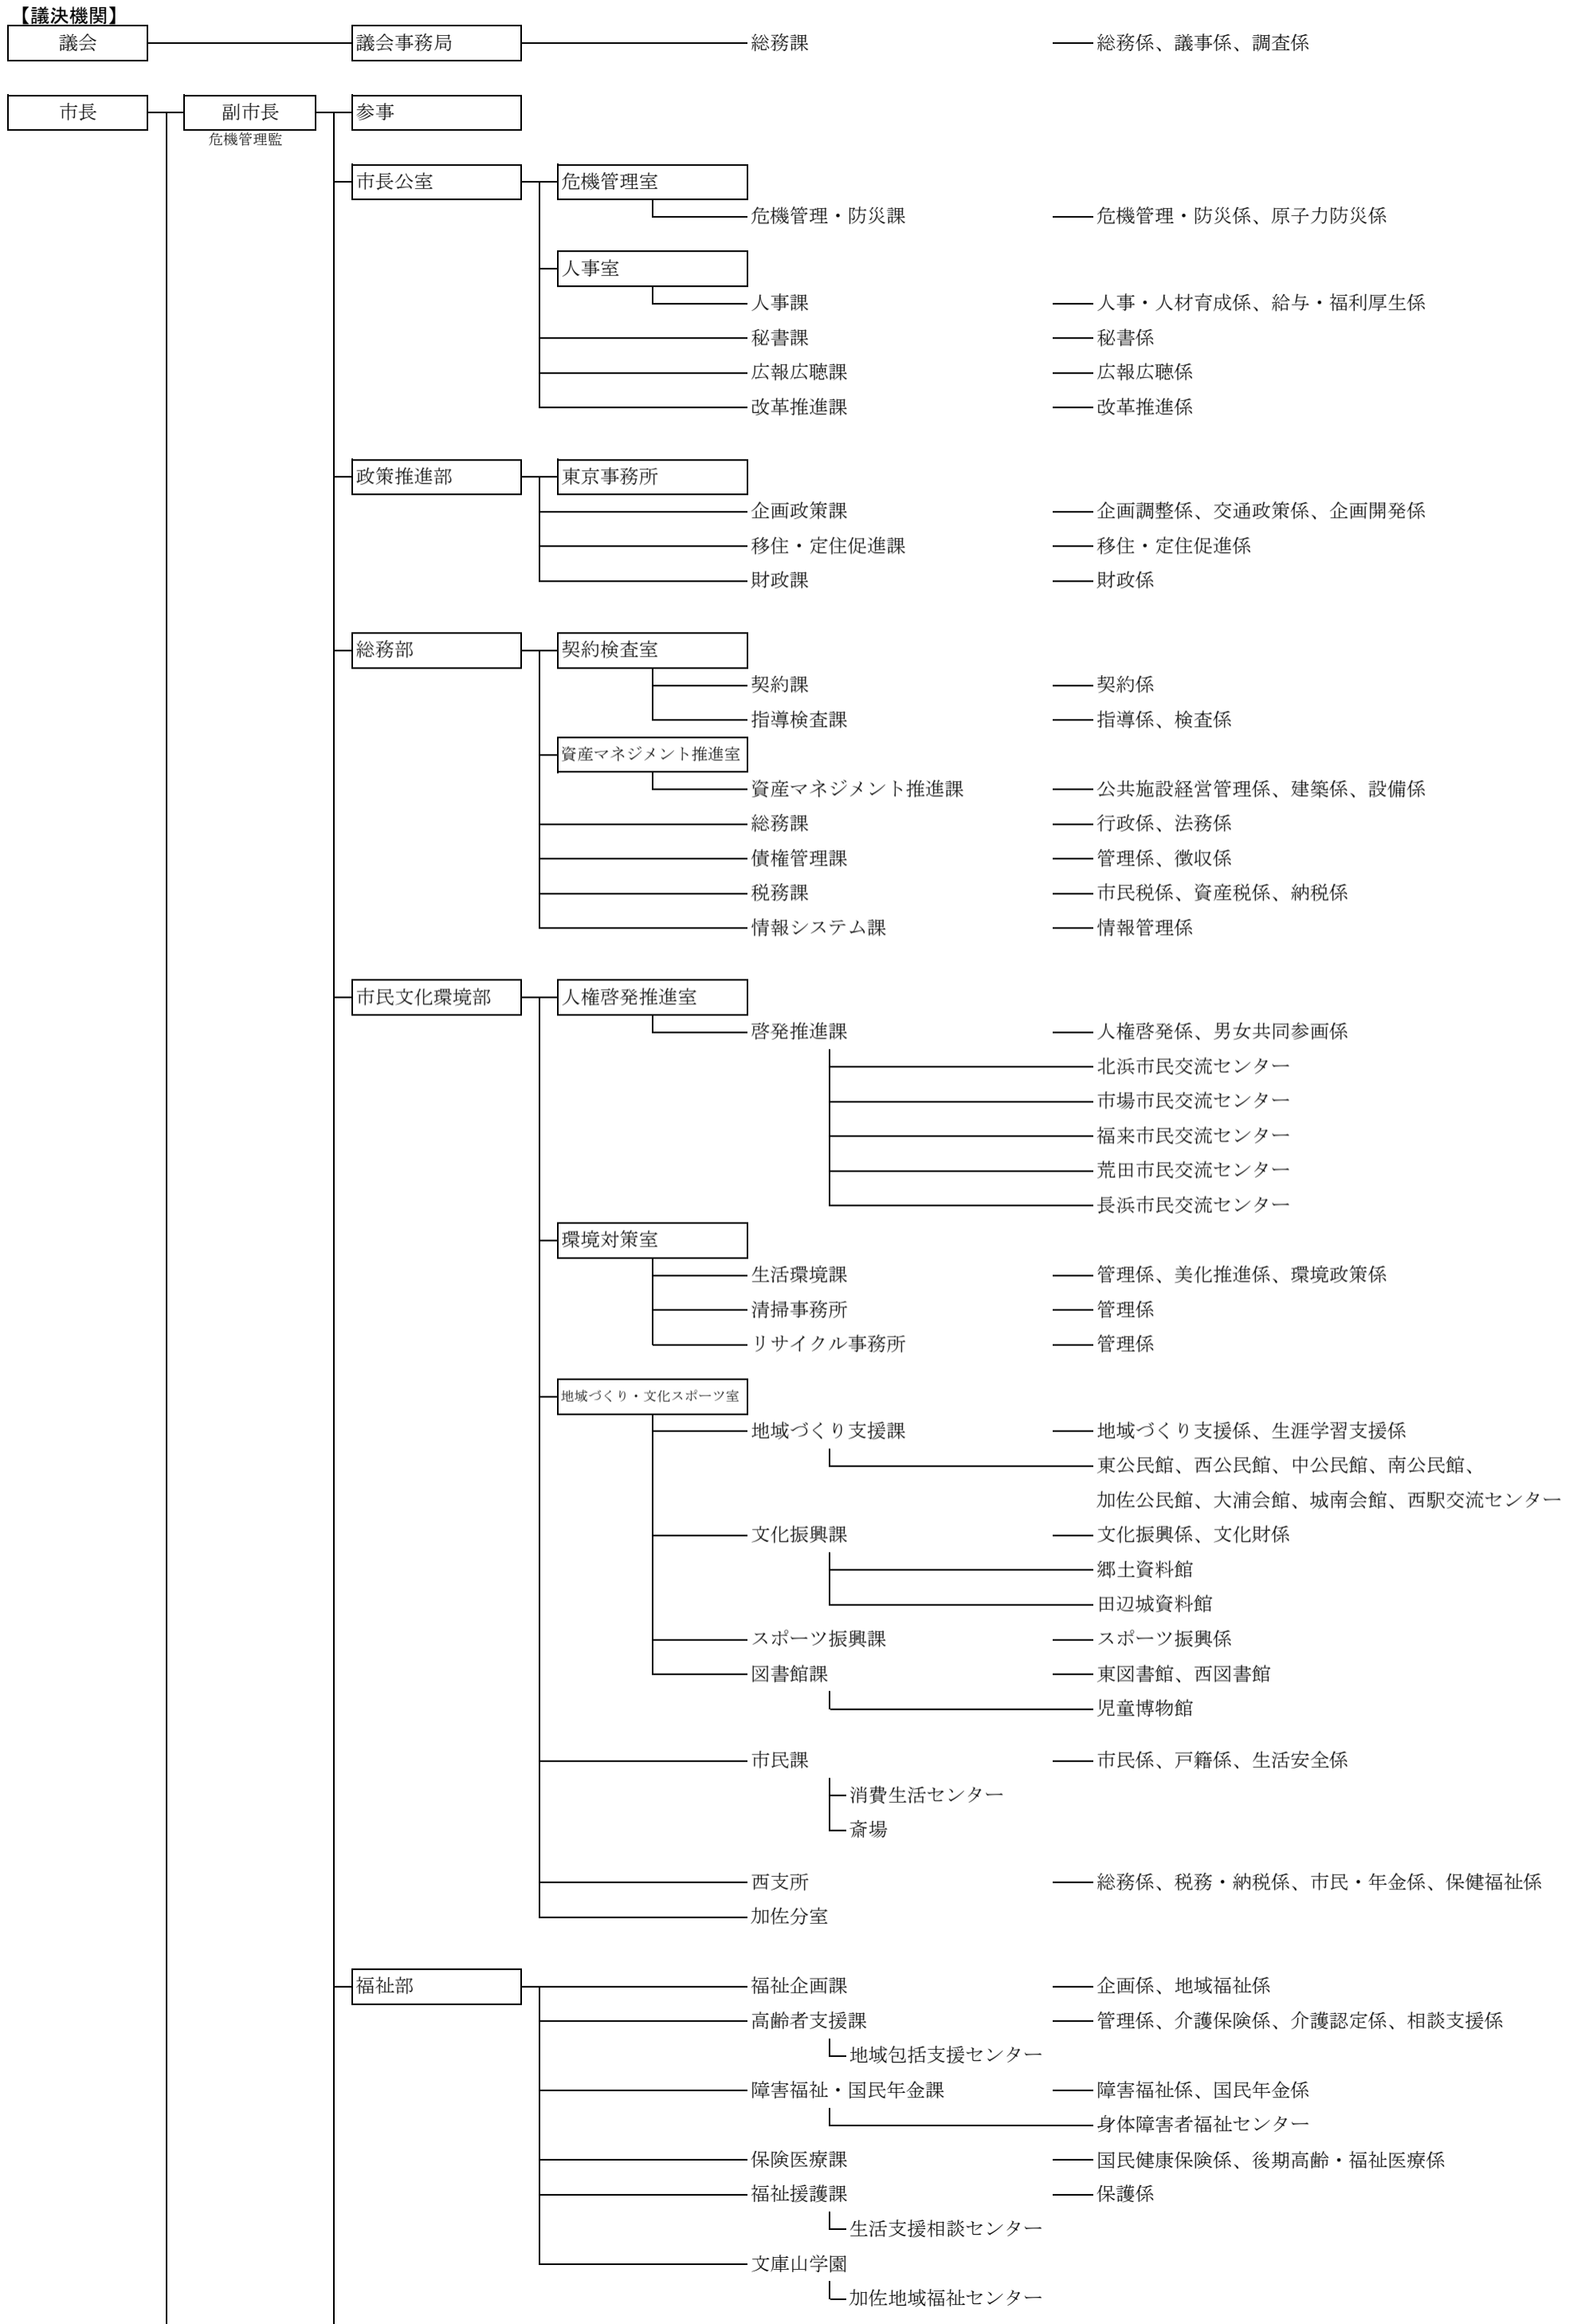 【議決機関】
議会 議会事務局 総務課 総務係、議事係、調査係
市長 副市長 参事
危機管理監
市長公室 危機管理室
危機管理・防災課 危機管理・防災係、原子力防災係
人事室
人事課 人事・人材育成係、給与・福利厚生係
秘書課 秘書係
広報広聴課 広報広聴係
改革推進課 改革推進係
政策推進部 東京事務所
企画政策課 企画調整係、交通政策係、企画開発係
移住・定住促進課 移住・定住促進係
財政課 財政係
総務部 契約検査室
契約課 契約係
指導検査課 指導係、検査係
資産マネジメント推進室
資産マネジメント推進課 公共施設経営管理係、建築係、設備係
総務課 行政係、法務係
債権管理課 管理係、徴収係
税務課 市民税係、資産税係、納税係
情報システム課 情報管理係
市民文化環境部 人権啓発推進室
啓発推進課 人権啓発係、男女共同参画係
北浜市民交流センター
市場市民交流センター
福来市民交流センター
荒田市民交流センター
長浜市民交流センター
環境対策室
生活環境課 管理係、美化推進係、環境政策係
清掃事務所 管理係
リサイクル事務所 管理係
地域づくり・文化スポーツ室
地域づくり支援課 地域づくり支援係、生涯学習支援係
東公民館、西公民館、中公民館、南公民館、
加佐公民館、大浦会館、城南会館、西駅交流センター
文化振興課 文化振興係、文化財係
郷土資料館
田辺城資料館
スポーツ振興課 スポーツ振興係
図書館課 東図書館、西図書館
児童博物館
市民課 市民係、戸籍係、生活安全係
消費生活センター
斎場
西支所 総務係、税務・納税係、市民・年金係、保健福祉係
加佐分室
福祉部 福祉企画課 企画係、地域福祉係
高齢者支援課 管理係、介護保険係、介護認定係、相談支援係
地域包括支援センター
障害福祉・国民年金課 障害福祉係、国民年金係
身体障害者福祉センター
保険医療課 国民健康保険係、後期高齢・福祉医療係
福祉援護課 保護係
生活支援相談センター
文庫山学園
加佐地域福祉センター